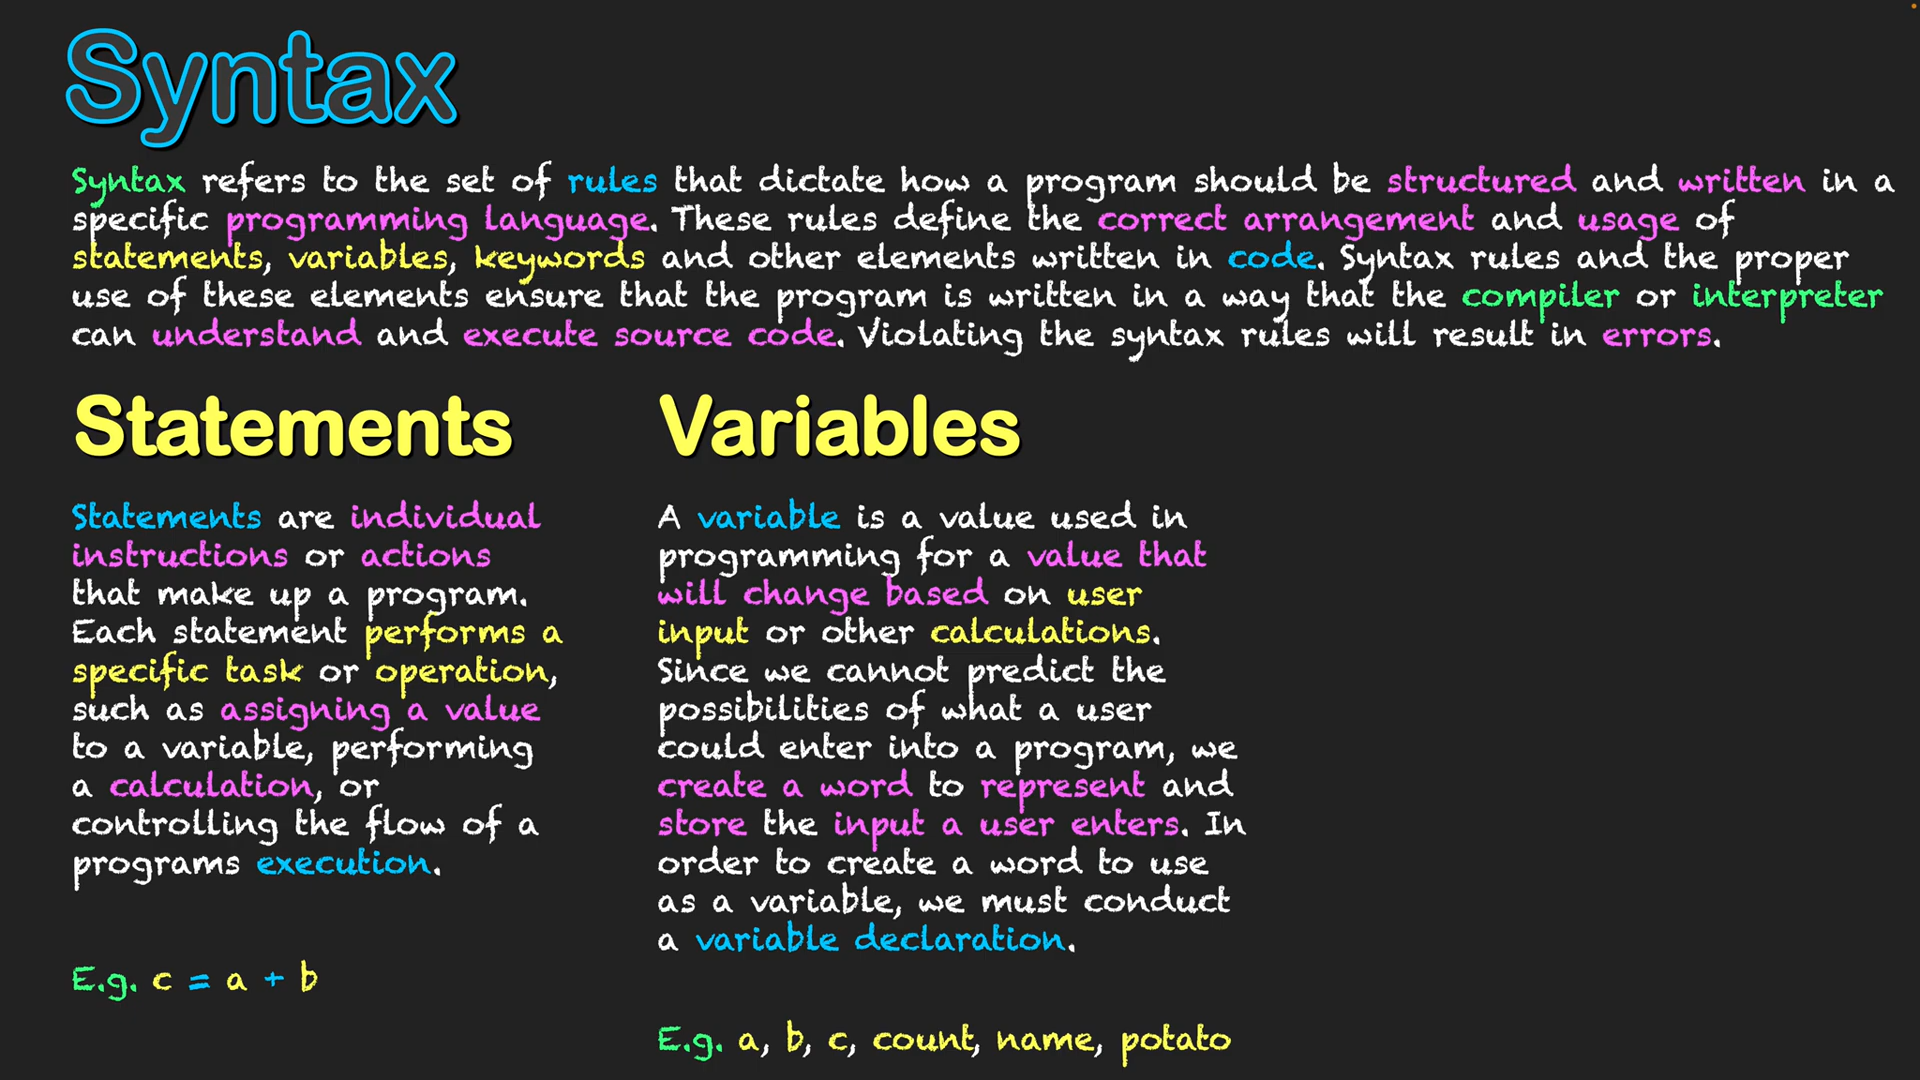 Syntax
Syntax refers to the set of rules that dictate how a program should be structured and written in a
specific programming language. These rules define the correct arrangement and usage of
statements, variables, keywords and other elements written in code. Syntax rules and the proper
use of these elements ensure that the program is written in a way that the compiler or interpreter
can understand and execute source code. Violating the syntax rules will result in errors.
Statements
Statements are individual
instructions or actions
that make up a program.
Each statement performs a
specific task or operation,
such as assigning a value
to a variable, performing
a calculation, or
controlling the flow of a
programs execution.
E.g. c = a + b
Variables
A variable is a value used in
programming for a value that
will change based on user
input or other calculations.
Since we cannot predict the
possibilities of what a user
could enter into a program, we
create a word to represent and
store the input a user enters. In
order to create a word to use
as a variable, we must conduct
a variable declaration.
E.g. a, b, c, count, name, potato